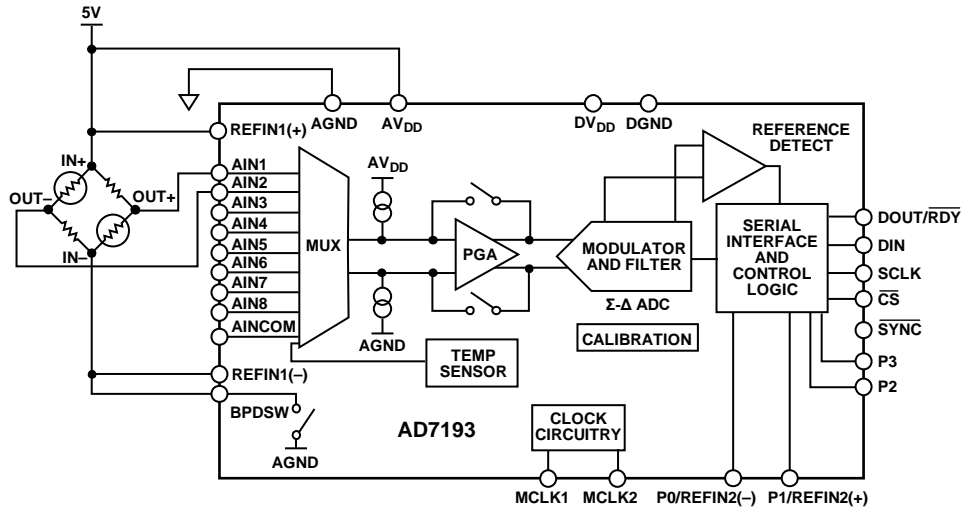 5V
AGND
AVDD
DVDD
DGND
REFIN1(+)
REFERENCE
DETECT
IN+
OUT–
OUT+
IN–
AIN1
AIN2
AIN3
AIN4
AIN5
AIN6
AIN7
AIN8
AINCOM
MUX
AVDD
AGND
PGA
MODULATOR
AND FILTER
Σ-Δ ADC
CALIBRATION
SERIAL
INTERFACE
AND
CONTROL
LOGIC
DOUT/RDY
DIN
SCLK
CS
SYNC
P3
P2
TEMP
SENSOR
REFIN1(–)
BPDSW
AGND
AD7193
CLOCK
CIRCUITRY
MCLK1
MCLK2
P0/REFIN2(–)
P1/REFIN2(+)